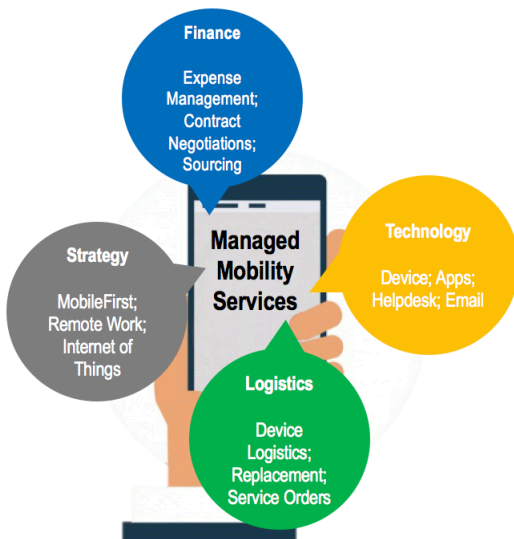 Finance
Expense
Management;
Contract
Negotiations;
Sourcing
Managed
Mobility
Services
Technology
Device; Apps;
Helpdesk; Email
Strategy
MobileFirst;
Remote Work;
Internet of
Things
Logistics
Device
Logistics;
Replacement;
Service Orders